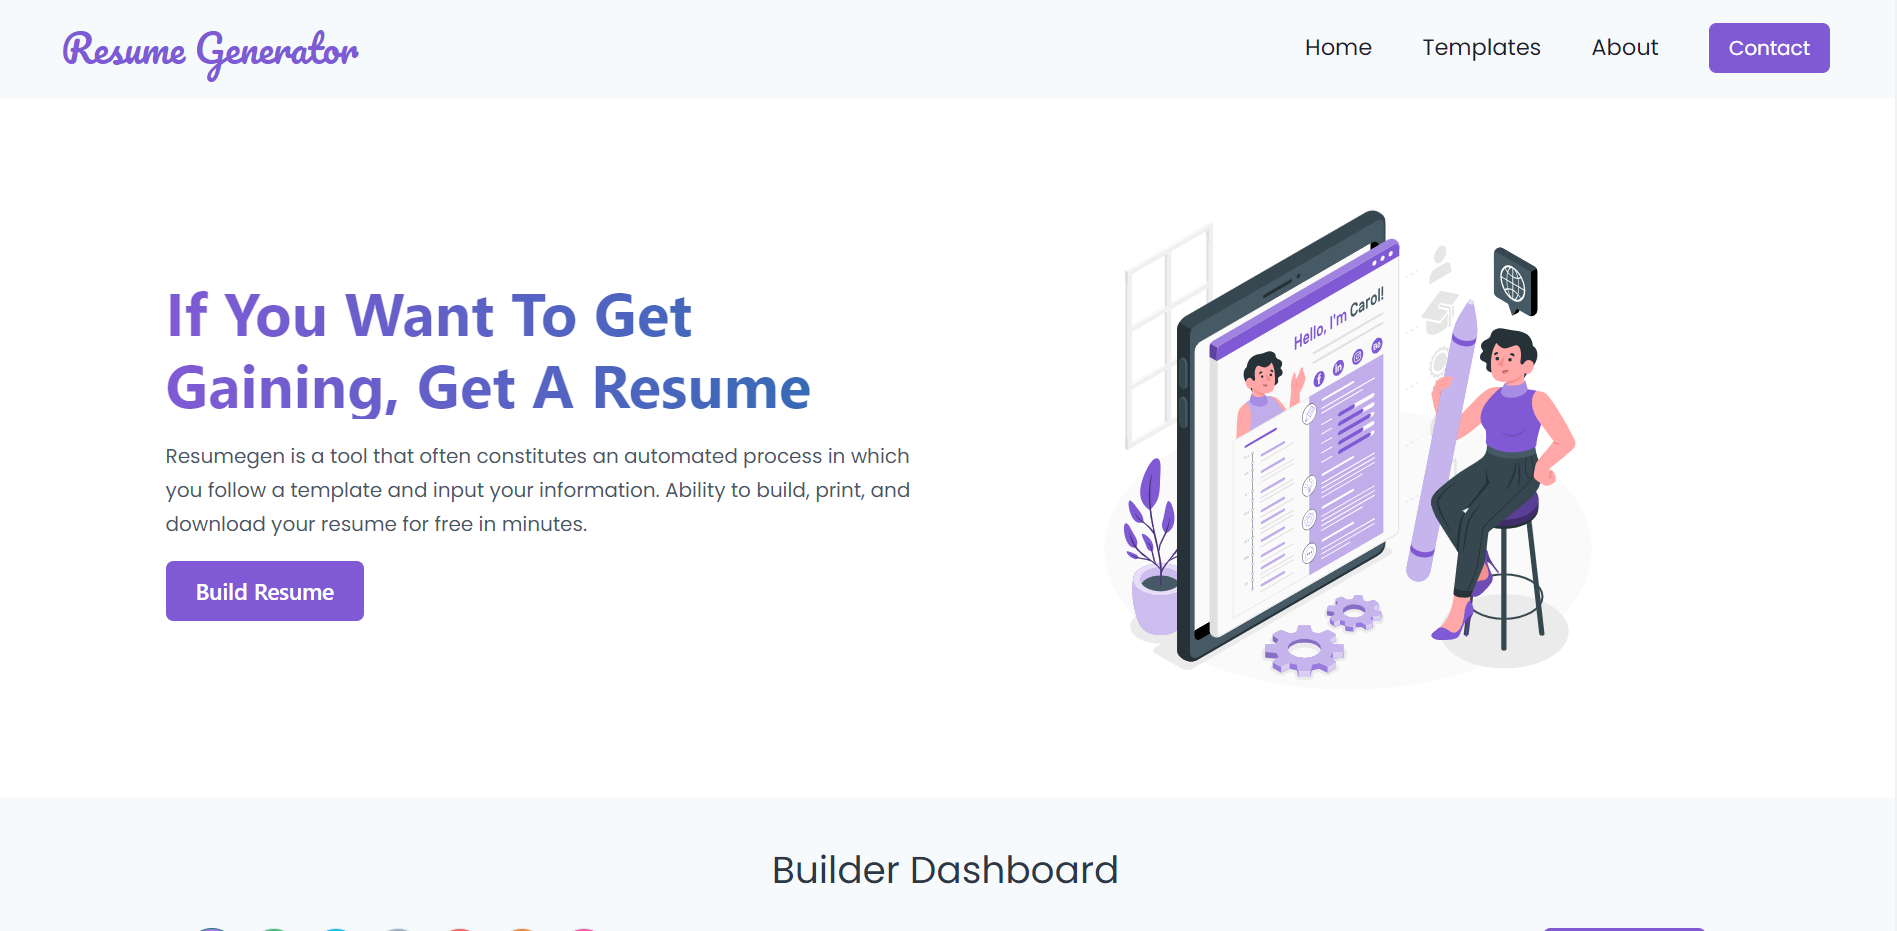 Resume Generator
Home
Templates
About
Contact
If You Want To Get
Gaining, Get A Resume
Resumegen is a tool that often constitutes an automated process in which
you follow a template and input your information. Ability to build, print, and
download your resume for free in minutes.
Build Resume
Hello, I'm Carol!
f
in
Bē
Builder Dashboard